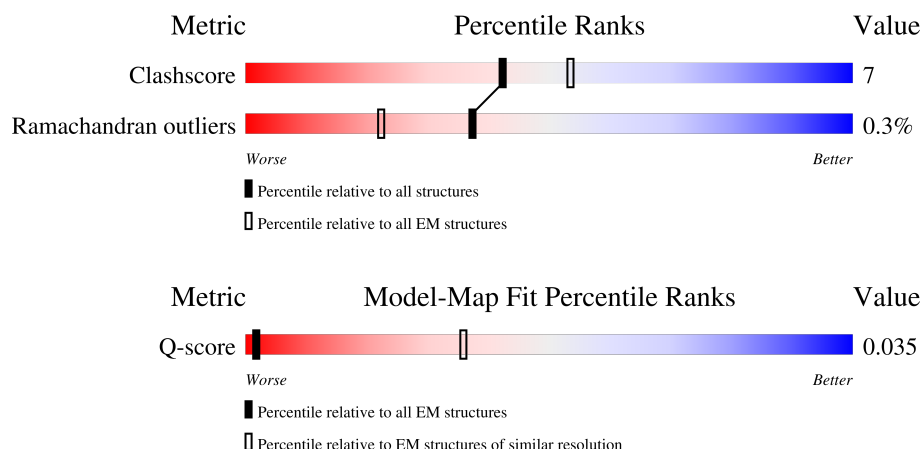 Metric Percentile Ranks Value
Clashscore 7
Ramachandran outliers 0.3%
Worse Better
Percentile relative to all structures
Percentile relative to all EM structures
Metric Model-Map Fit Percentile Ranks Value
Q-score 0.035
Worse Better
Percentile relative to all EM structures
Percentile relative to EM structures of similar resolution